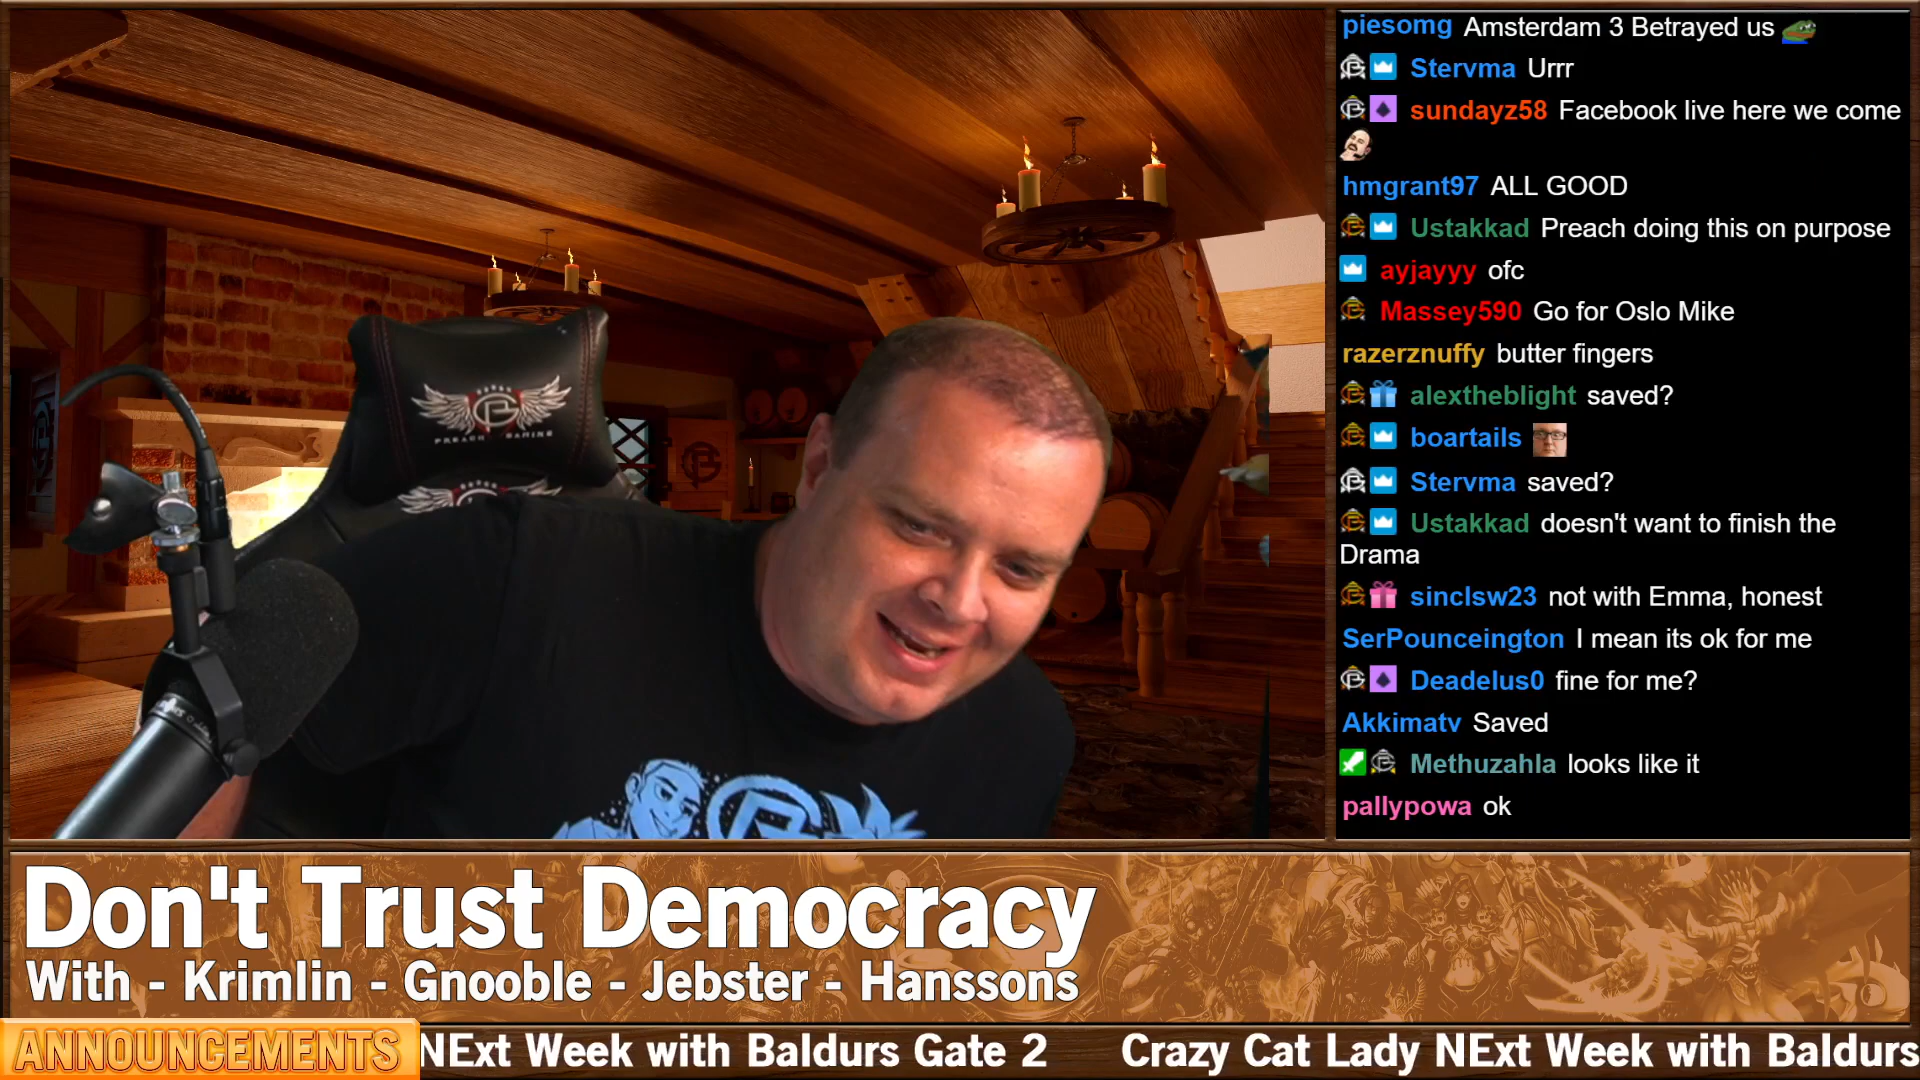 piesomg Amsterdam 3 Betrayed us
Stervma Urrr
sundayz58 Facebook live here we come
hmgrant97 ALL GOOD
Ustakkad Preach doing this on purpose
ayjayyy ofc
Massey590 Go for Oslo Mike
razerznuffy butter fingers
alextheblight saved?
boartails
Stervma saved?
Ustakkad doesn't want to finish the
Drama
sinclsw23 not with Emma, honest
SerPounceington I mean its ok for me
Deadelus0 fine for me?
Akkimatv Saved
Methuzahla looks like it
pallypowa ok
PREACH GAMING
Don't Trust Democracy
With - Krimlin - Gnooble - Jebster - Hanssons
ANNOUNCEMENTS NExt Week with Baldurs Gate 2 Crazy Cat Lady NExt Week with Baldurs